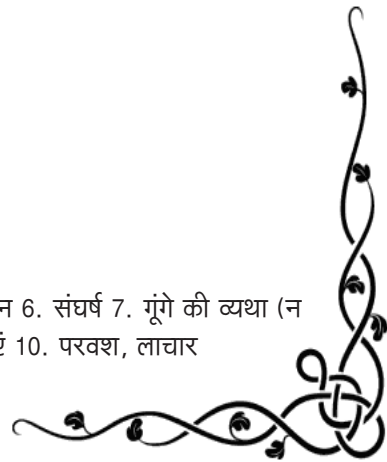 न 6. संघर्ष 7. गूंगे की व्यथा (न
एं 10. परवश, लाचार